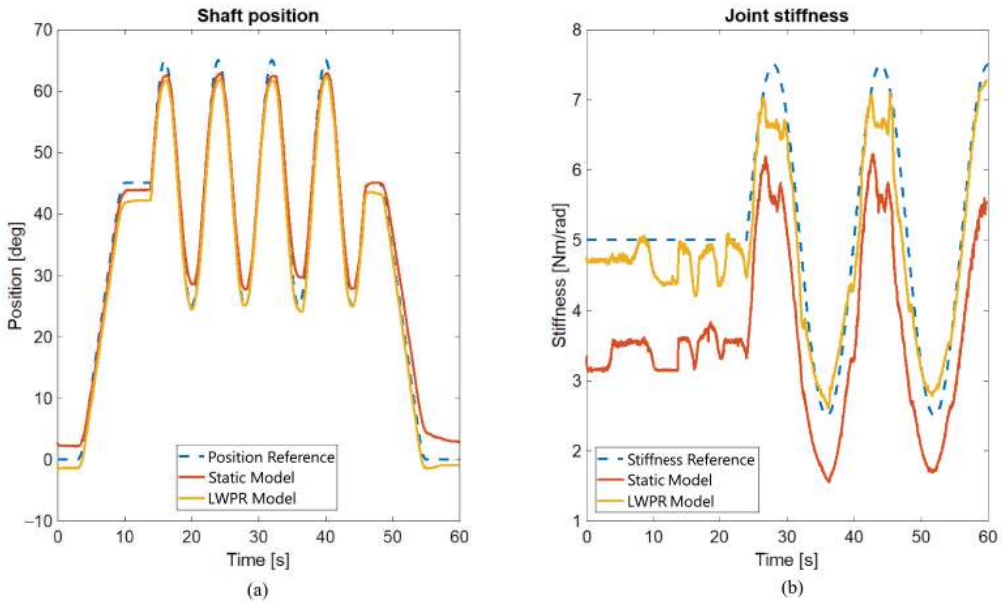 Shaft position
70
60
50
40
30
20
10
0
–10
Position [deg]
Position Reference
Static Model
LWPR Model
0 10 20 30 40 50 60
Time [s]
(a)
Joint stiffness
8
7
6
5
4
3
2
1
Stiffness [Nm/rad]
Stiffness Reference
Static Model
LWPR Model
0 10 20 30 40 50 60
Time [s]
(b)